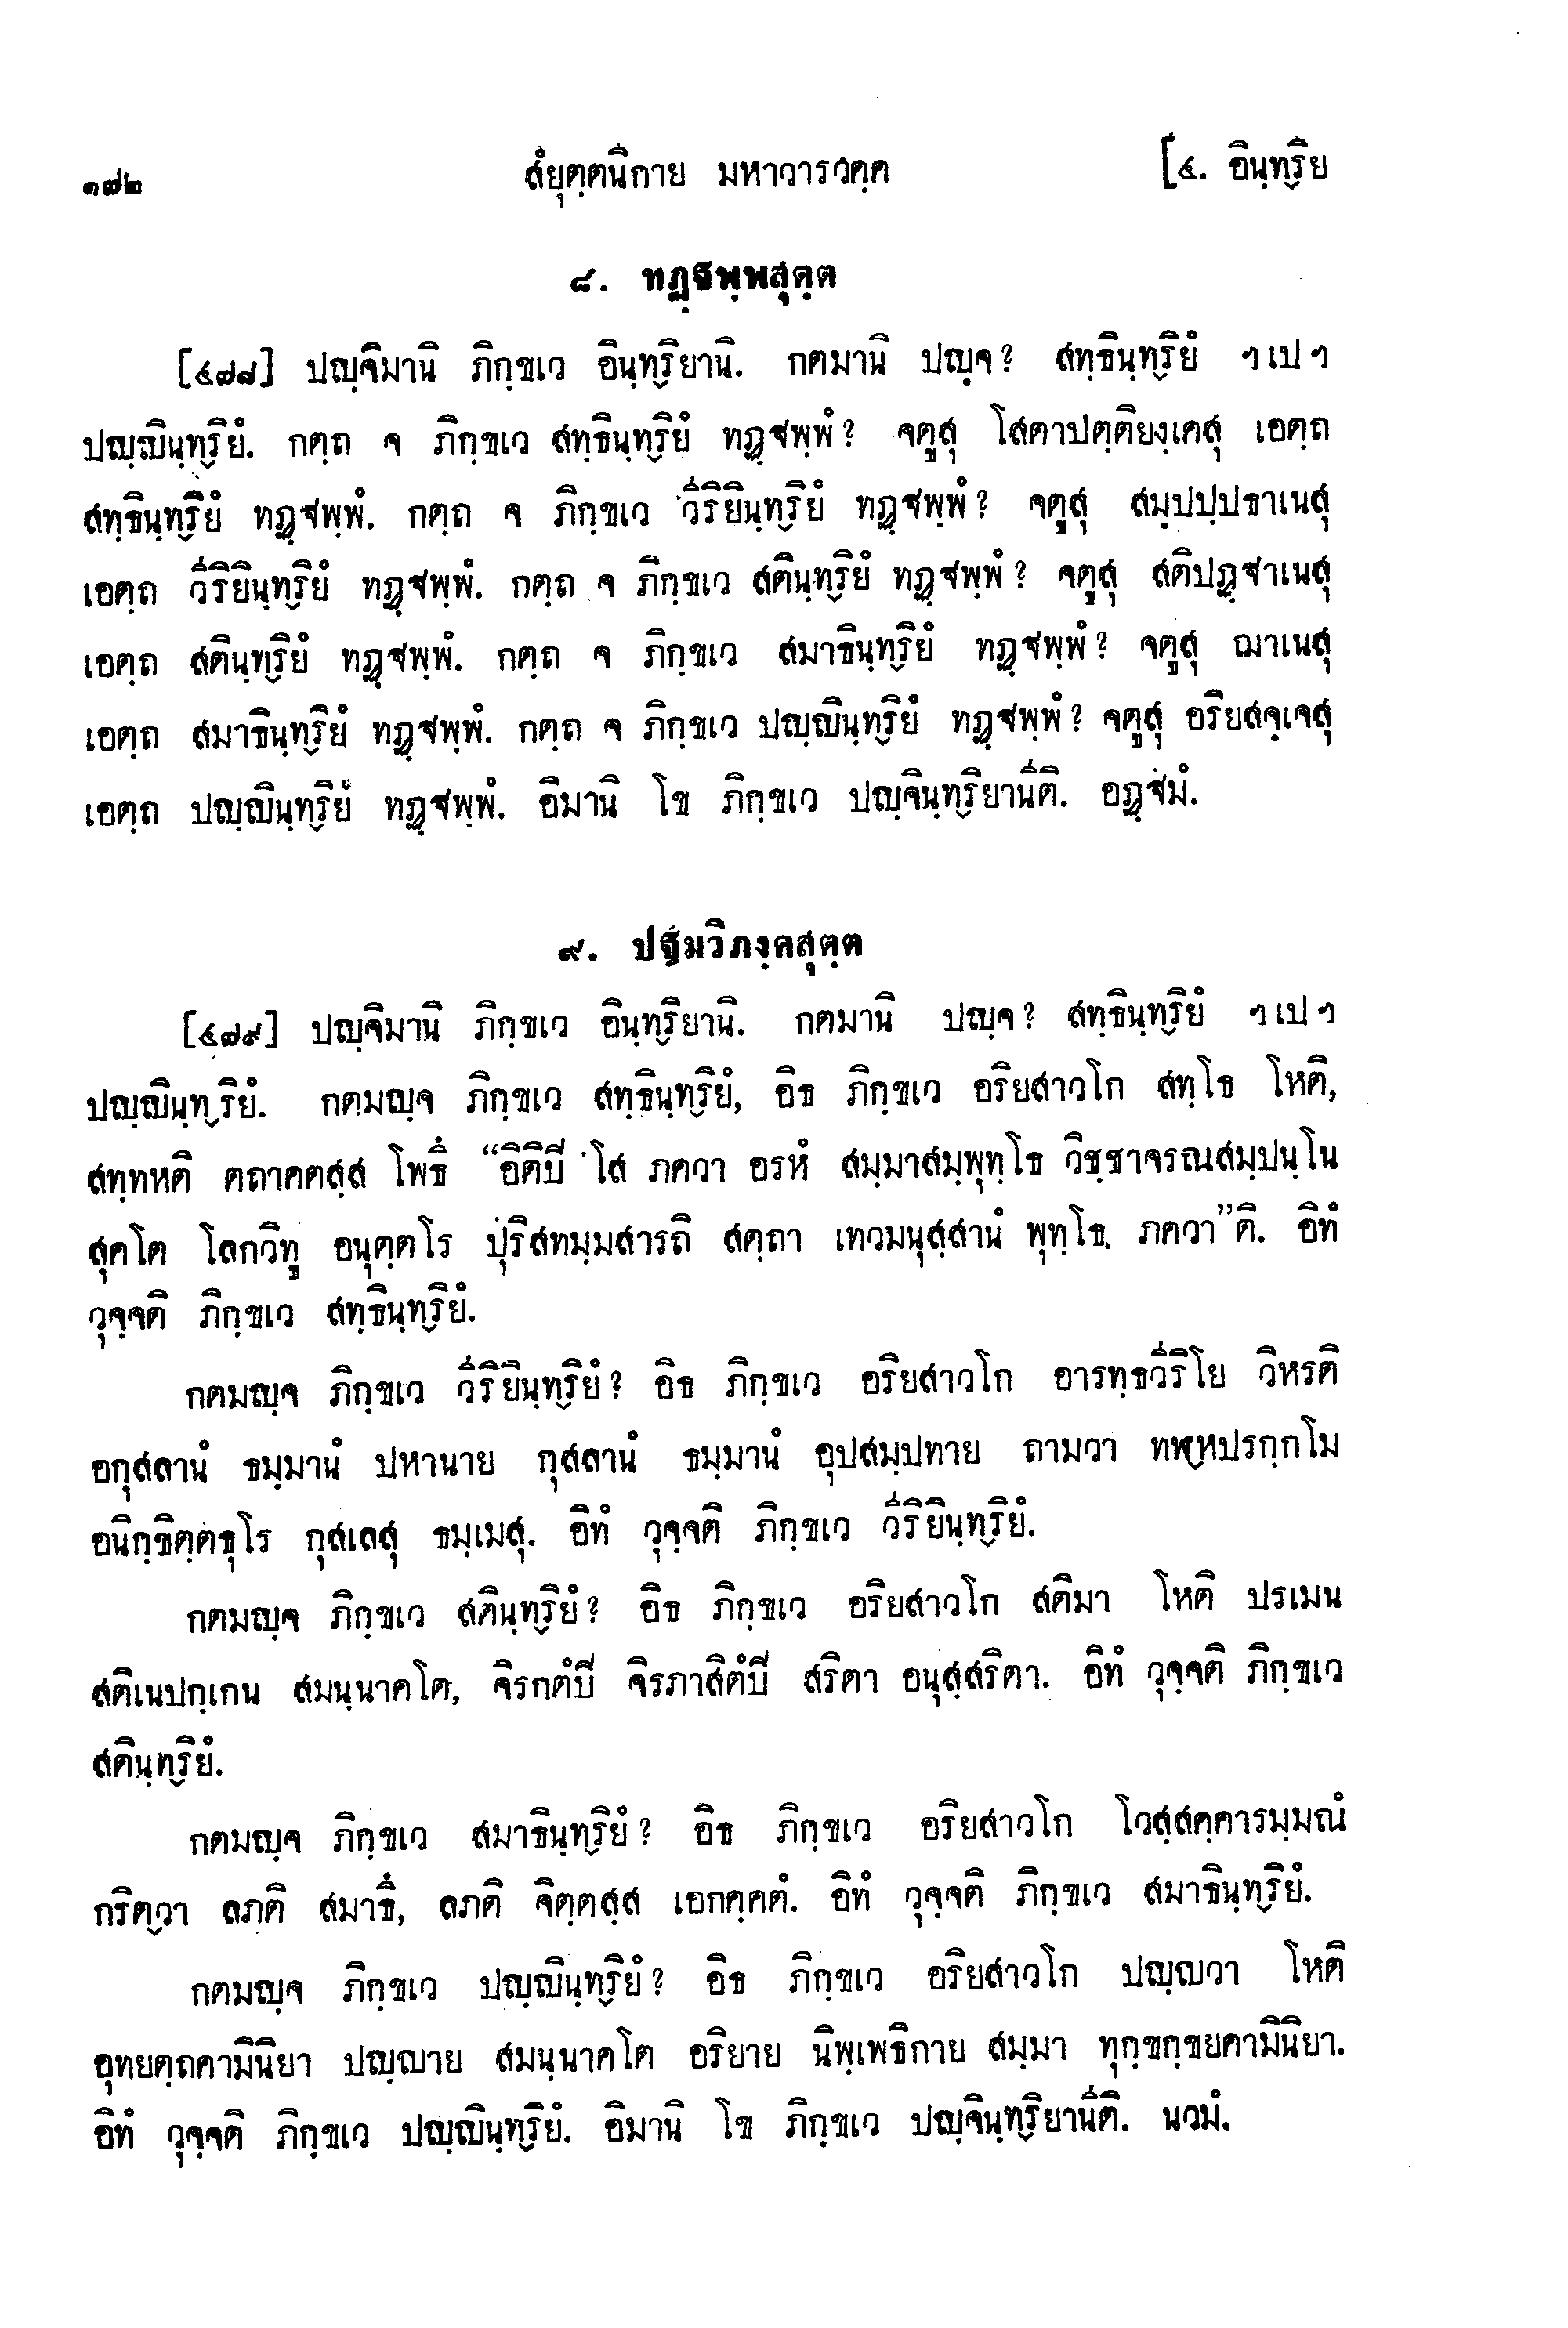 ๑๗๒ สํยุตฺตนิกาย มหาวารวคฺค [๔. อินฺทฺริย
๘. ทฏฺฐพฺพสุตฺต
[๔๗๘] ปญฺจิมานิ ภิกฺขเว อินฺทฺริยานิ. กตมานิ ปญฺจ? สทฺธินฺทฺริยํ ฯเปฯ
ปญฺญินฺทฺริยํ. กตฺถ จ ภิกฺขเว สทฺธินฺทฺริยํ ทฏฺฐพฺพํ? จตูสุ โสตาปตฺติยงฺเคสุ เอตฺถ
สทฺธินฺทฺริยํ ทฏฺฐพฺพํ. กตฺถ จ ภิกฺขเว วีริยินฺทฺริยํ ทฏฺฐพฺพํ? จตูสุ สมฺปปฺปธาเนสุ
เอตฺถ วีริยินฺทฺริยํ ทฏฺฐพฺพํ. กตฺถ จ ภิกฺขเว สตินฺทฺริยํ ทฏฺฐพฺพํ? จตูสุ สติปฏฺฐาเนสุ
เอตฺถ สตินฺทฺริยํ ทฏฺฐพฺพํ. กตฺถ จ ภิกฺขเว สมาธินฺทฺริยํ ทฏฺฐพฺพํ? จตูสุ ฌาเนสุ
เอตฺถ สมาธินฺทฺริยํ ทฏฺฐพฺพํ. กตฺถ จ ภิกฺขเว ปญฺญินฺทฺริยํ ทฏฺฐพฺพํ? จตูสุ อริยสจฺเจสุ
เอตฺถ ปญฺญินฺทฺริยํ ทฏฺฐพฺพํ. อิมานิ โข ภิกฺขเว ปญฺจินฺทฺริยานีติ. อฏฺฐมํ.
๙. ปฐมวิภงฺคสุตฺต
[๔๗๙] ปญฺจิมานิ ภิกฺขเว อินฺทฺริยานิ. กตมานิ ปญฺจ? สทฺธินฺทฺริยํ ฯเปฯ
ปญฺญินฺทฺริยํ. กตมญฺจ ภิกฺขเว สทฺธินฺทฺริยํ, อิธ ภิกฺขเว อริยสาวโก สทฺโธ โหติ,
สทฺทหติ ตถาคตสฺส โพธิํ “อิติปิ โส ภควา อรหํ สมฺมาสมฺพุทฺโธ วิชฺชาจรณสมฺปนฺโน
สุคโต โลกวิทู อนุตฺตโร ปุริสทมฺมสารถิ สตฺถา เทวมนุสฺสานํ พุทฺโธ ภควา”ติ. อิทํ
วุจฺจติ ภิกฺขเว สทฺธินฺทฺริยํ.
กตมญฺจ ภิกฺขเว วีริยินฺทฺริยํ? อิธ ภิกฺขเว อริยสาวโก อารทฺธวีริโย วิหรติ
อกุสลานํ ธมฺมานํ ปหานาย กุสลานํ ธมฺมานํ อุปสมฺปทาย ถามวา ทฬฺหปรกฺกโม
อนิกฺขิตฺตธุโร กุสเลสุ ธมฺเมสุ. อิทํ วุจฺจติ ภิกฺขเว วีริยินฺทฺริยํ.
กตมญฺจ ภิกฺขเว สตินฺทฺริยํ? อิธ ภิกฺขเว อริยสาวโก สติมา โหติ ปรเมน
สติเนปกฺเกน สมนฺนาคโต, จิรกตํปิ จิรภาสิตํปิ สริตา อนุสฺสริตา. อิทํ วุจฺจติ ภิกฺขเว
สตินฺทฺริยํ.
กตมญฺจ ภิกฺขเว สมาธินฺทฺริยํ? อิธ ภิกฺขเว อริยสาวโก โวสฺสคฺคารมฺมณํ
กริตฺวา ลภติ สมาธิํ, ลภติ จิตฺตสฺส เอกคฺคตํ. อิทํ วุจฺจติ ภิกฺขเว สมาธินฺทฺริยํ.
กตมญฺจ ภิกฺขเว ปญฺญินฺทฺริยํ? อิธ ภิกฺขเว อริยสาวโก ปญฺญวา โหติ
อุทยตฺถคามินิยา ปญฺญาย สมนฺนาคโต อริยาย นิพฺเพธิกาย สมฺมา ทุกฺขกฺขยคามินิยา.
อิทํ วุจฺจติ ภิกฺขเว ปญฺญินฺทฺริยํ. อิมานิ โข ภิกฺขเว ปญฺจินฺทฺริยานีติ. นวมํ.